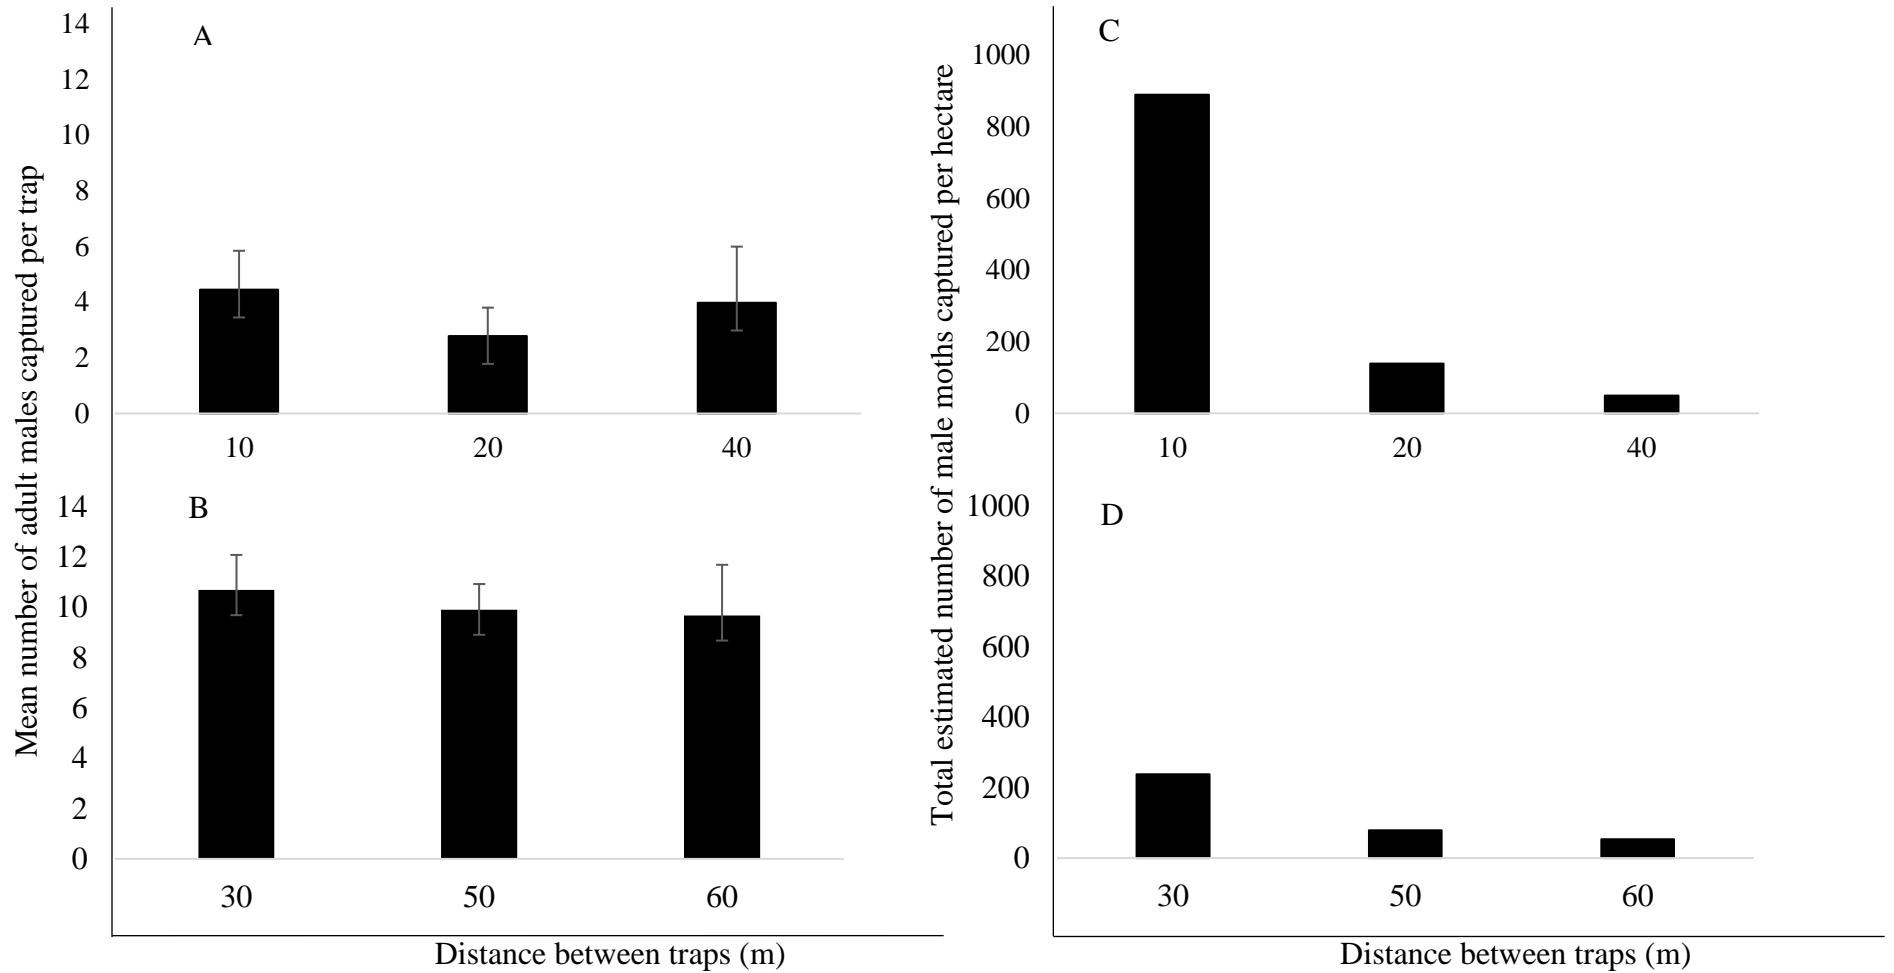 Mean number of adult males captured per trap
A
14
12
10
8
6
4
2
0
10 20 40
B
14
12
10
8
6
4
2
0
30 50 60
Distance between traps (m)
Total estimated number of male moths captured per hectare
C
1000
800
600
400
200
0
10 20 40
D
1000
800
600
400
200
0
30 50 60
Distance between traps (m)